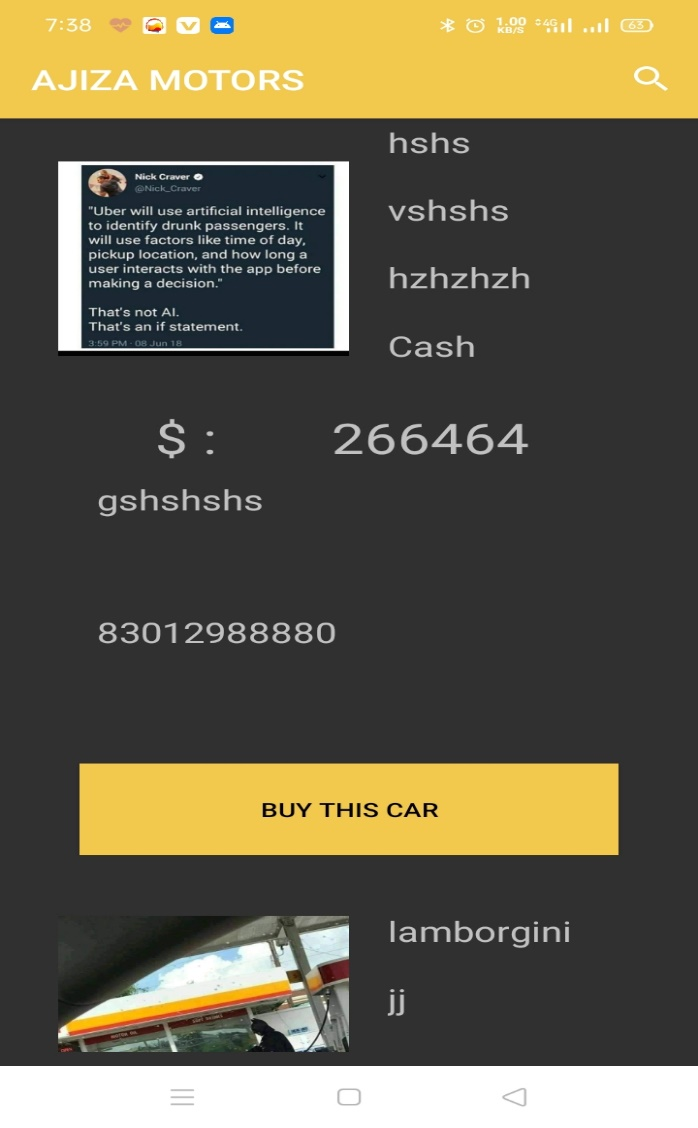 7:38
1.00
KB/S
4G
63
AJIZA MOTORS
hshs
Nick Craver
@Nick_Craver
"Uber will use artificial intelligence
to identify drunk passengers. It
will use factors like time of day,
pickup location, and how long a
user interacts with the app before
making a decision."
That's not AI.
That's an if statement.
3:59 PM · 08 Jun 18
vshshs
hzhzhzh
Cash
$ :
266464
gshshshs
83012988880
BUY THIS CAR
lamborgini
jj